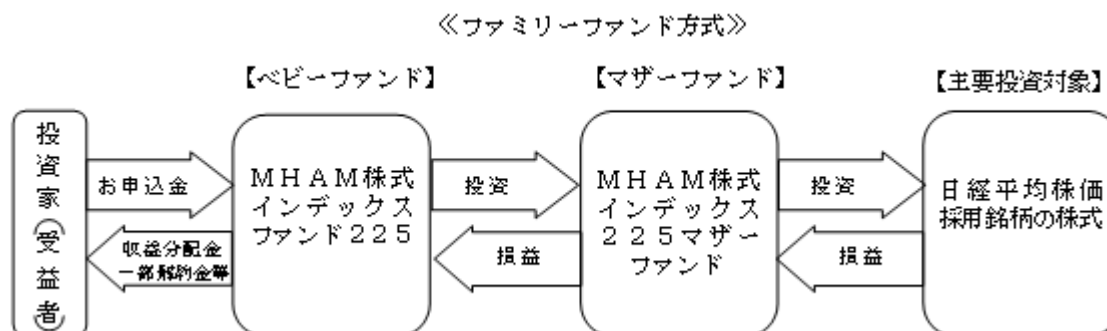 ≪ファミリーファンド方式≫
【ベビーファンド】
【マザーファンド】
【主要投資対象】
投資家(受益者)
お申込金
収益分配金
一部解約金等
MHAM株式
インデックス
ファンド225
投資
損益
MHAM株式
インデックス
225マザー
ファンド
投資
損益
日経平均株価
採用銘柄の株式